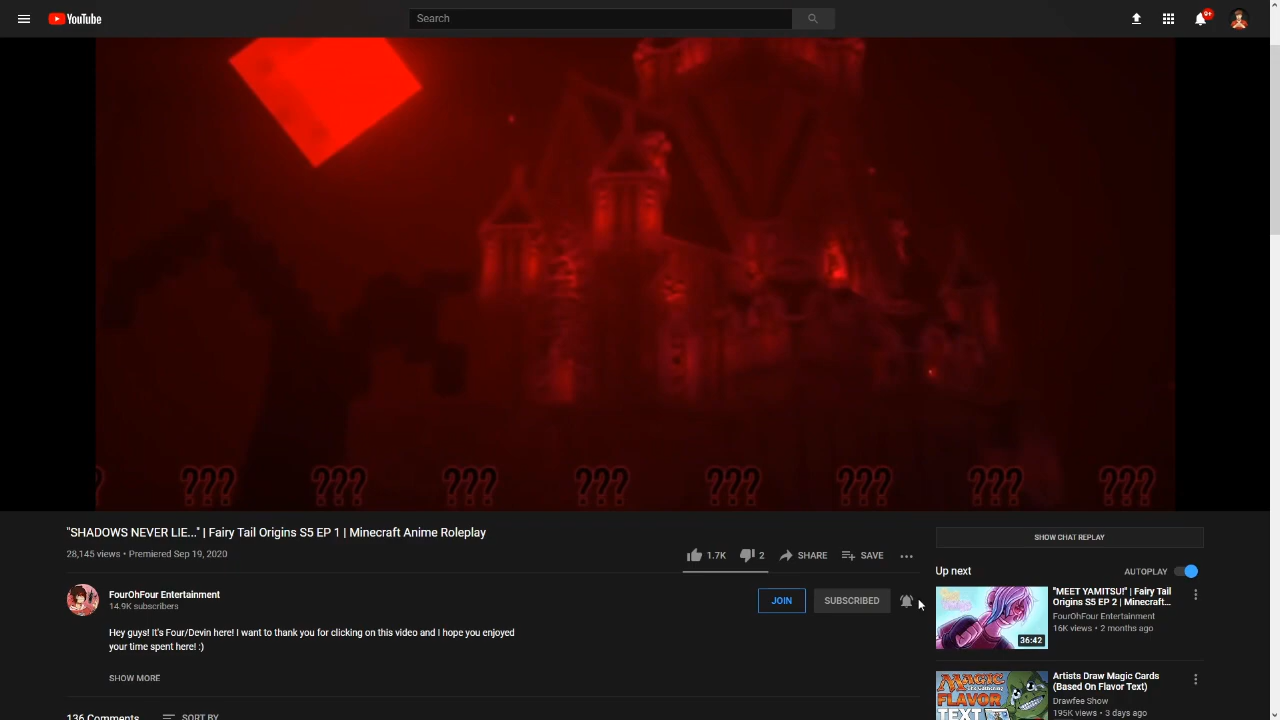 YouTube
Search
9+
??? ??? ??? ??? ??? ??? ??? ???
"SHADOWS NEVER LIE..." | Fairy Tail Origins S5 EP 1 | Minecraft Anime Roleplay
28,145 views • Premiered Sep 19, 2020
1.7K 2 SHARE SAVE
FourOhFour Entertainment
14.9K subscribers
JOIN SUBSCRIBED
Hey guys! It's Four/Devin here! I want to thank you for clicking on this video and I hope you enjoyed
your time spent here! :)
SHOW MORE
136 Comments SORT BY
SHOW CHAT REPLAY
Up next AUTOPLAY
36:42
"MEET YAMITSU!" | Fairy Tail
Origins S5 EP 2 | Minecraft...
FourOhFour Entertainment
16K views • 2 months ago
MAGIC
FLAVOR
TEXT
Artists Draw Magic Cards
(Based On Flavor Text)
Drawfee Show
195K views • 3 days ago